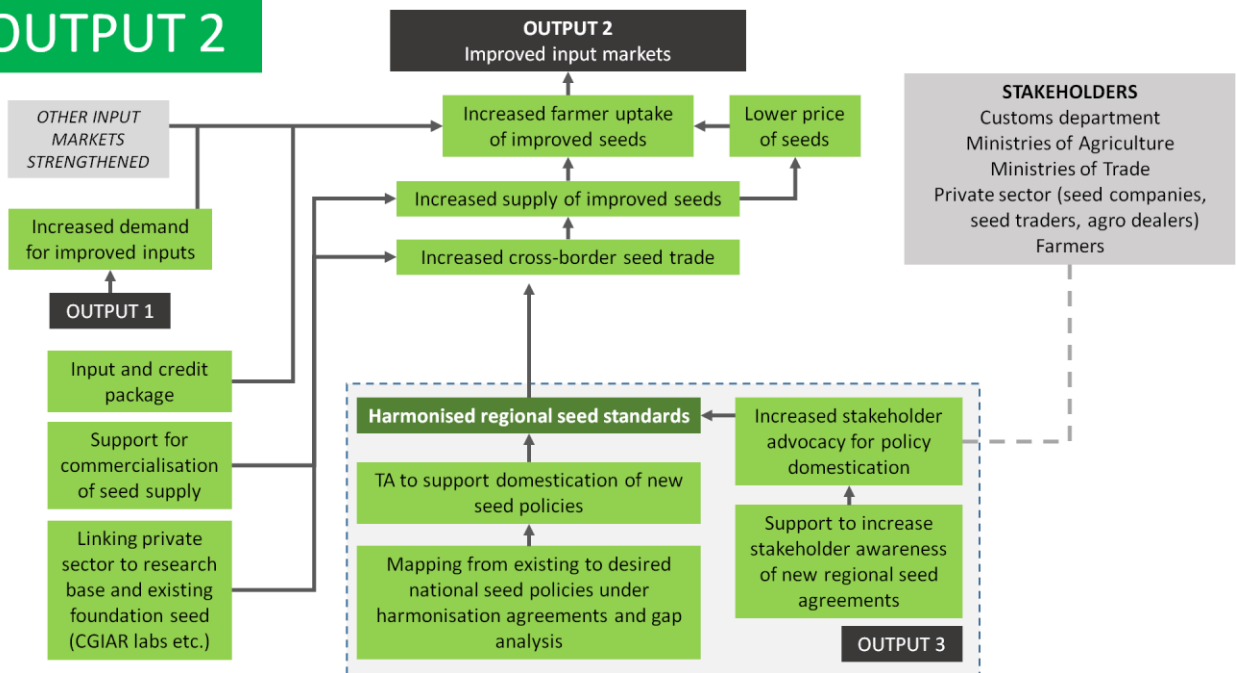 OUTPUT 2
OUTPUT 2
Improved input markets
OTHER INPUT
MARKETS
STRENGTHENED
Increased farmer uptake
of improved seeds
Lower price
of seeds
STAKEHOLDERS
Customs department
Ministries of Agriculture
Ministries of Trade
Private sector (seed companies,
seed traders, agro dealers)
Farmers
Increased supply of improved seeds
Increased demand
for improved inputs
Increased cross-border seed trade
OUTPUT 1
Input and credit
package
Support for
commercialisation
of seed supply
Linking private
sector to research
base and existing
foundation seed
(CGIAR labs etc.)
Harmonised regional seed standards
TA to support domestication of new
seed policies
Mapping from existing to desired
national seed policies under
harmonisation agreements and gap
analysis
Increased stakeholder
advocacy for policy
domestication
Support to increase
stakeholder awareness
of new regional seed
agreements
OUTPUT 3